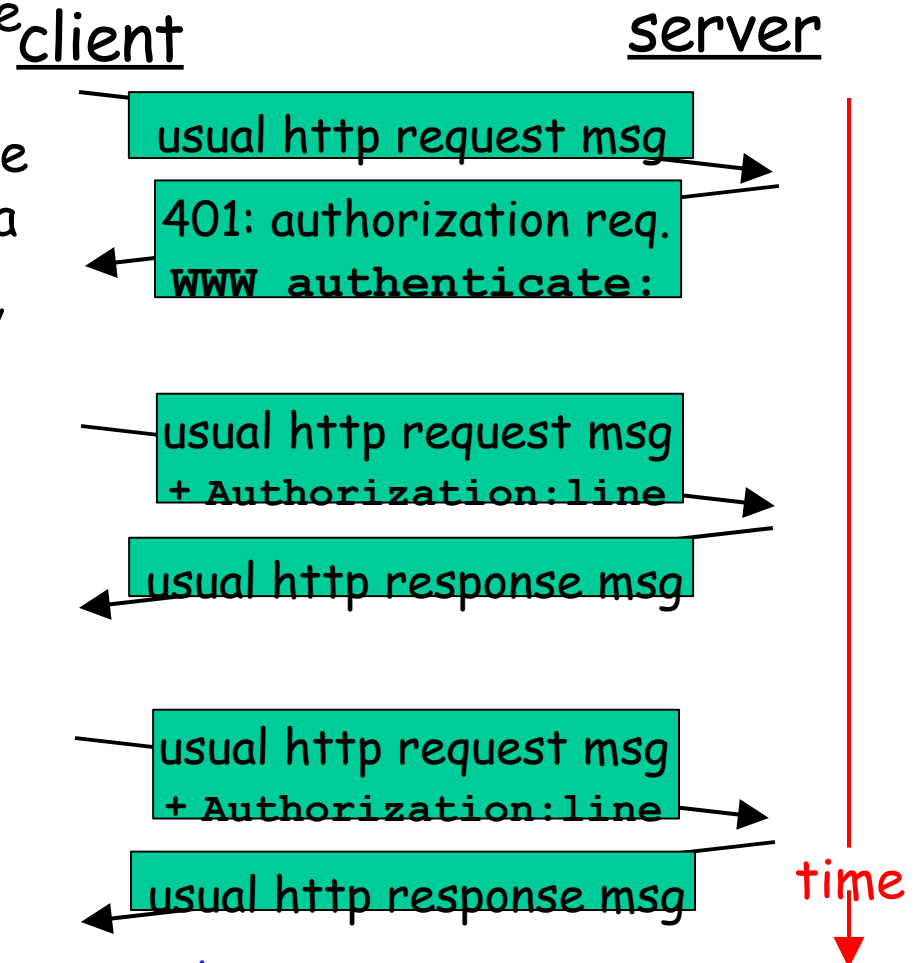 client
server
usual http request msg
401: authorization req.
WWW authenticate:
usual http request msg
+ Authorization:line
usual http response msg
usual http request msg
+ Authorization:line
usual http response msg
time